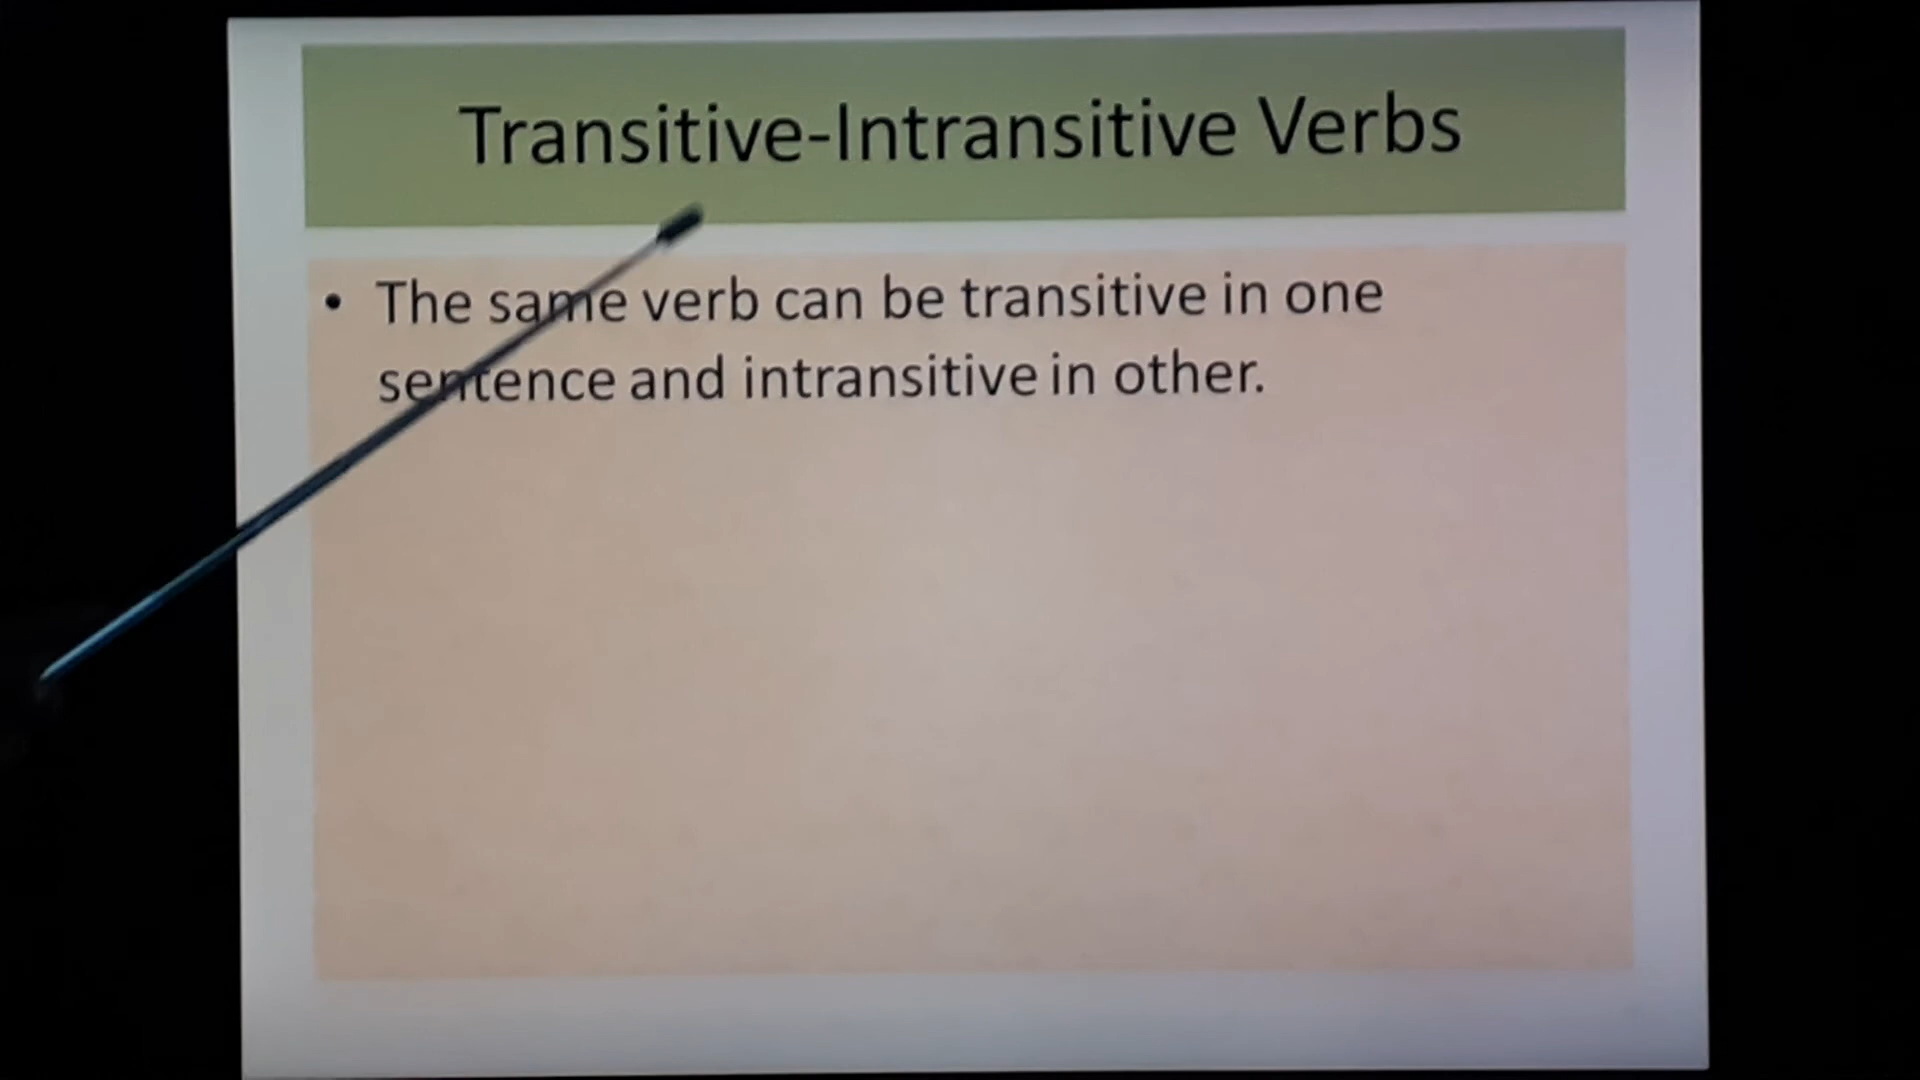 Transitive-Intransitive Verbs
• The same verb can be transitive in one
sentence and intransitive in other.